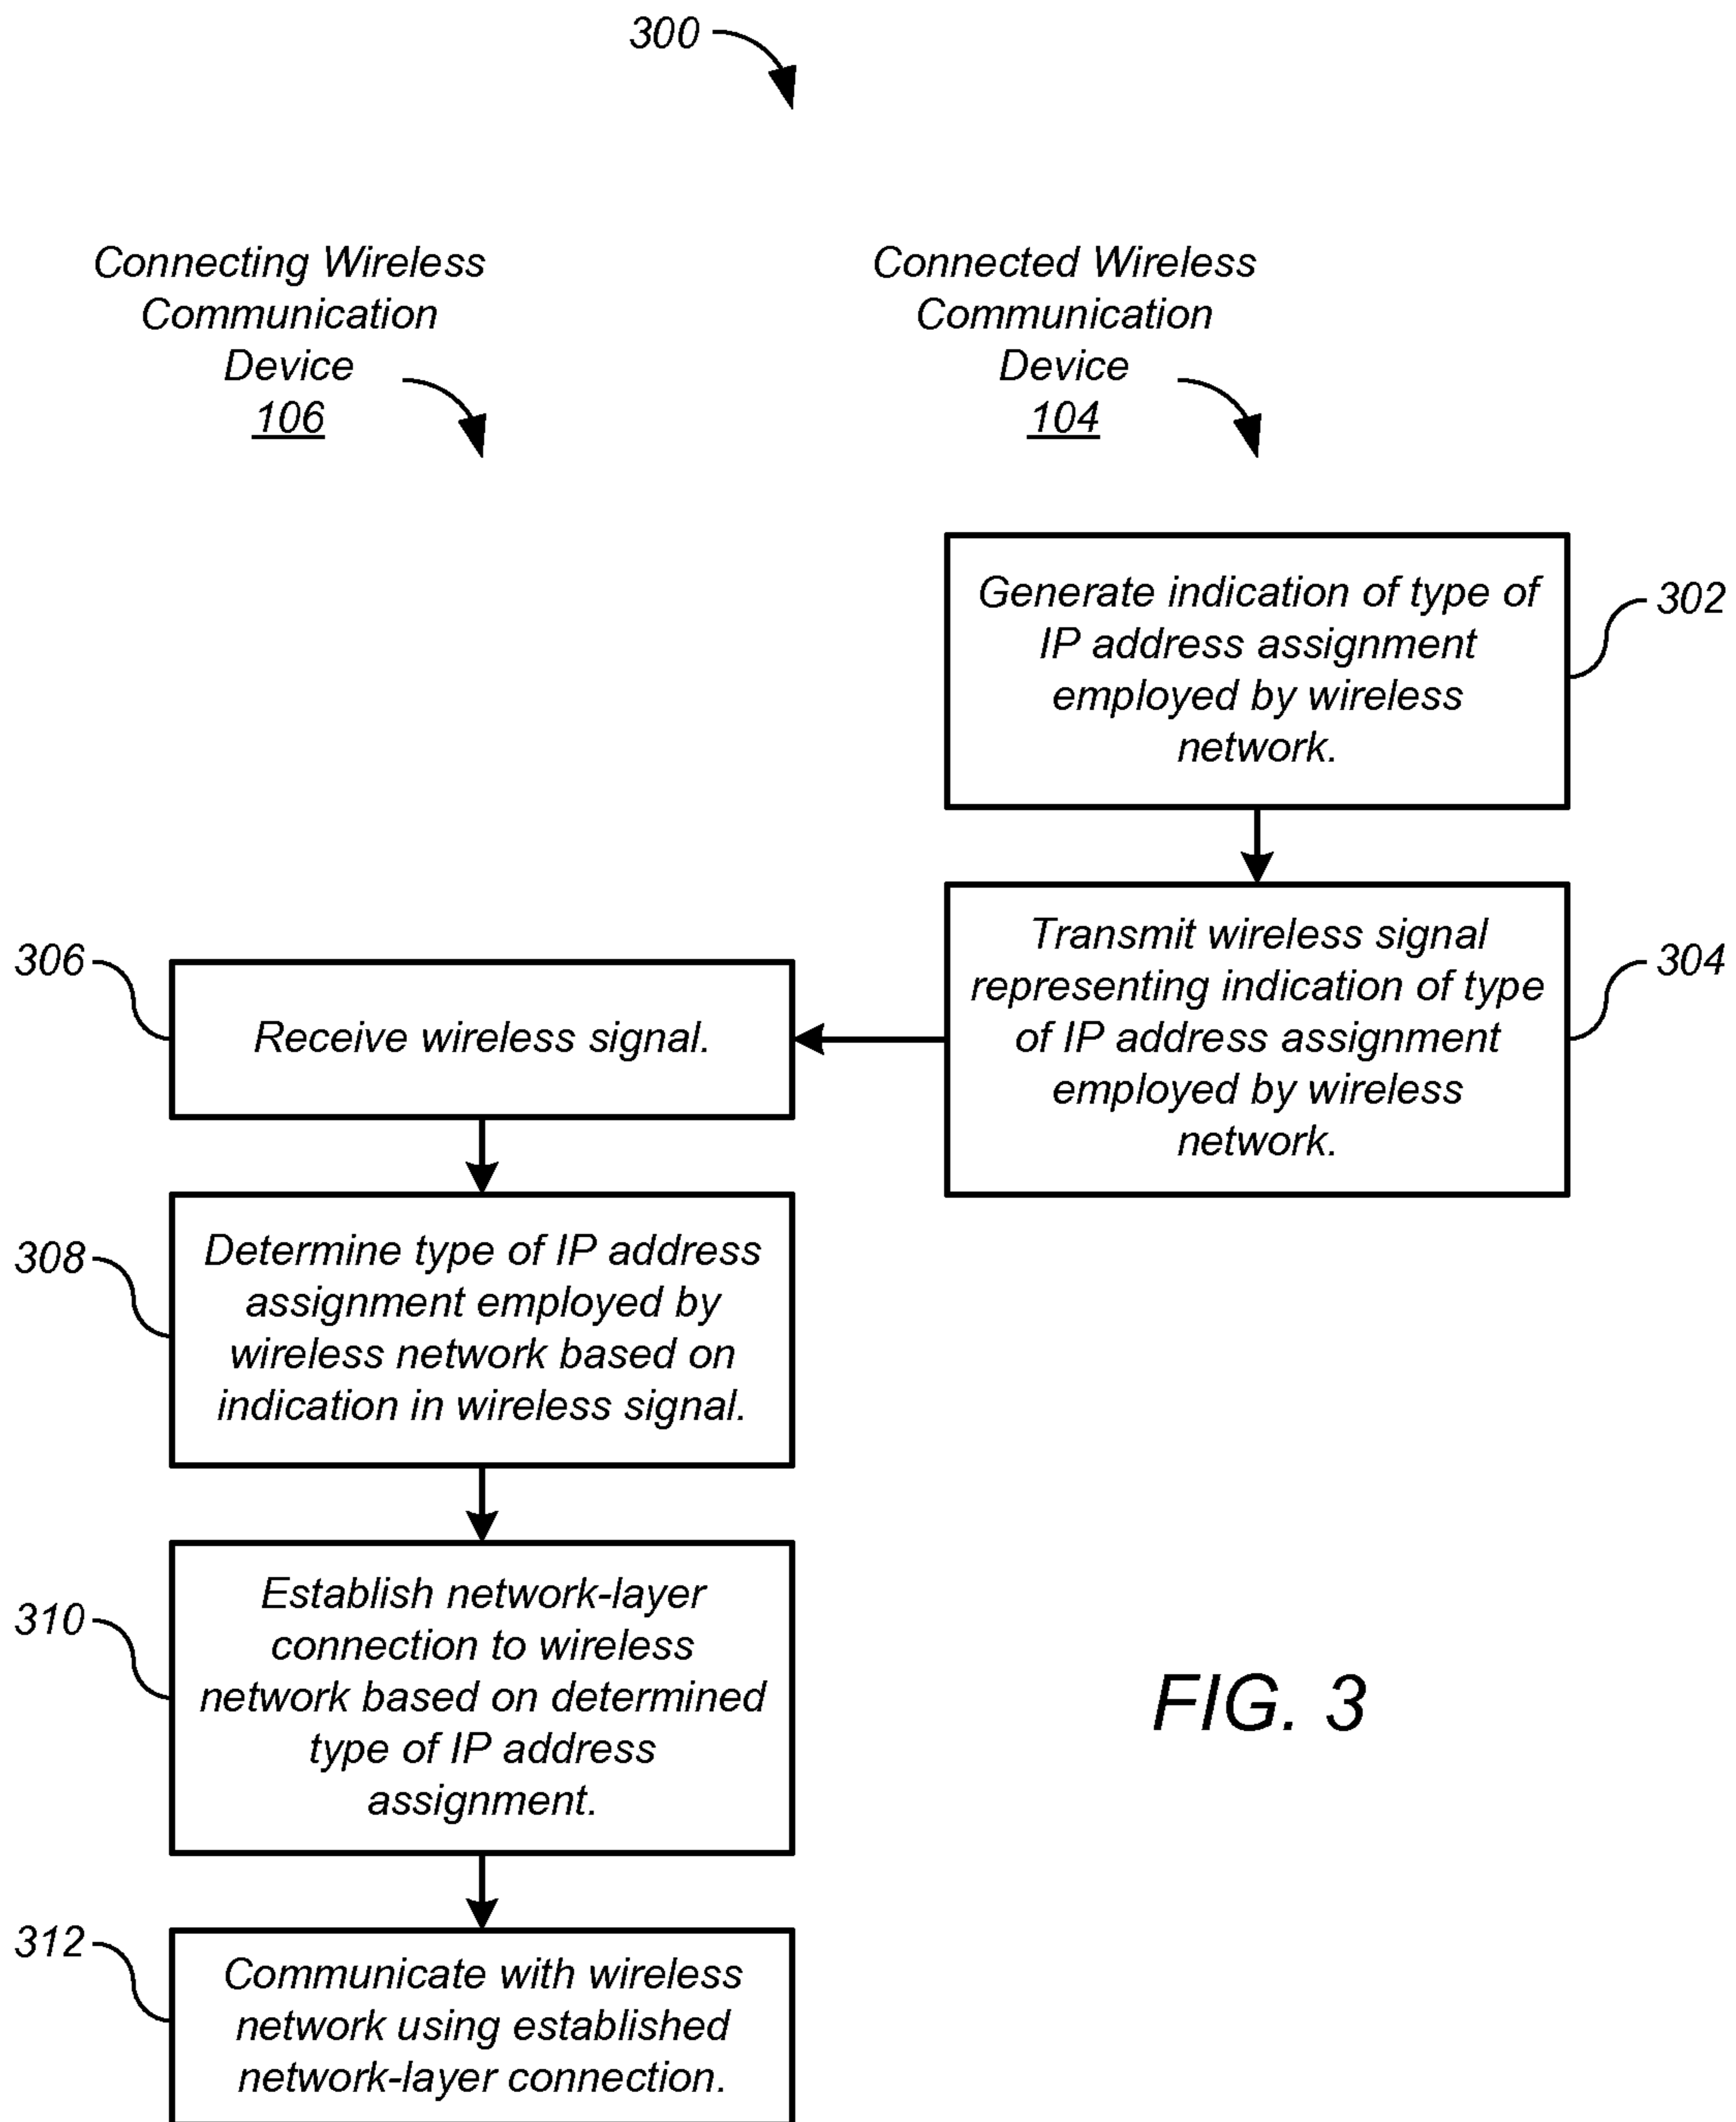 300
Connecting Wireless
Communication
Device
106
Connected Wireless
Communication
Device
104
Generate indication of type of
IP address assignment
employed by wireless
network.
302
Transmit wireless signal
representing indication of type
of IP address assignment
employed by wireless
network.
304
306
Receive wireless signal.
308
Determine type of IP address
assignment employed by
wireless network based on
indication in wireless signal.
310
Establish network-layer
connection to wireless
network based on determined
type of IP address
assignment.
FIG. 3
312
Communicate with wireless
network using established
network-layer connection.